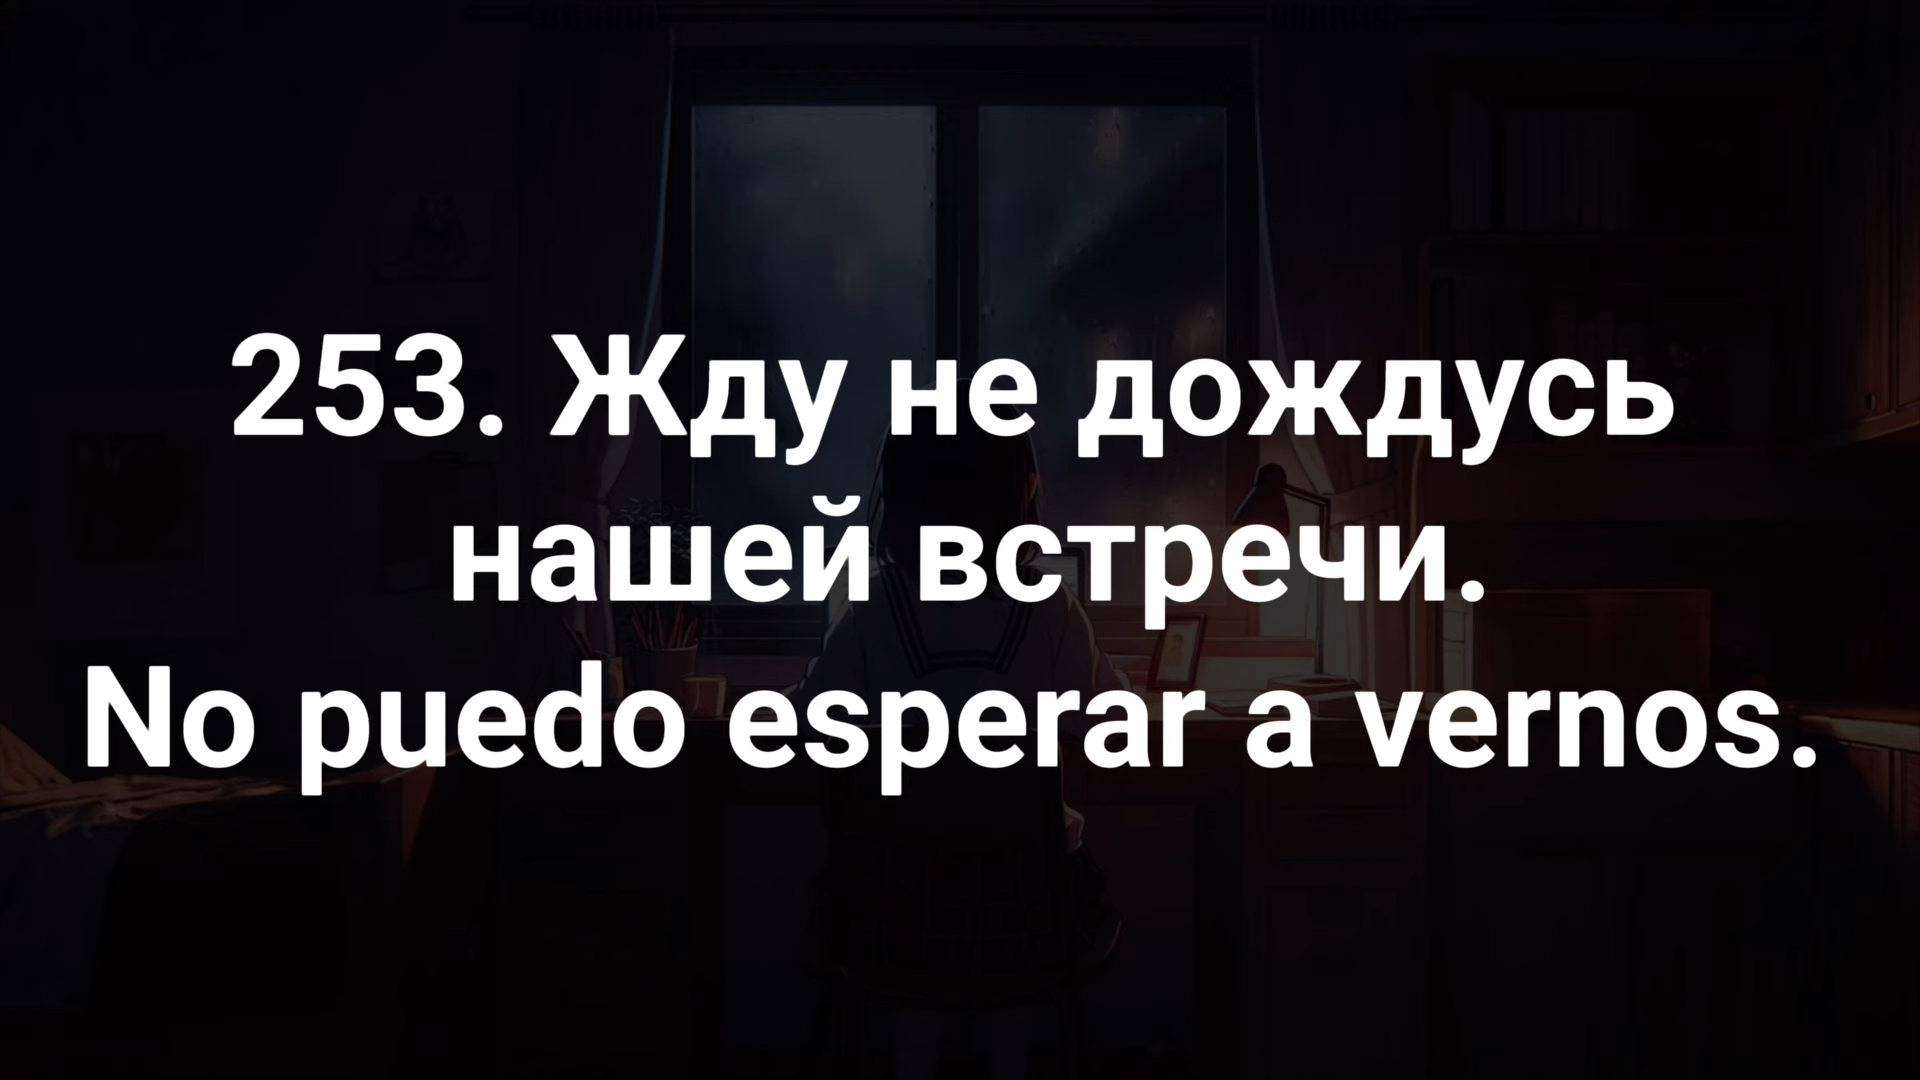 253. Жду не дождусь
нашей встречи.
No puedo esperar a vernos.